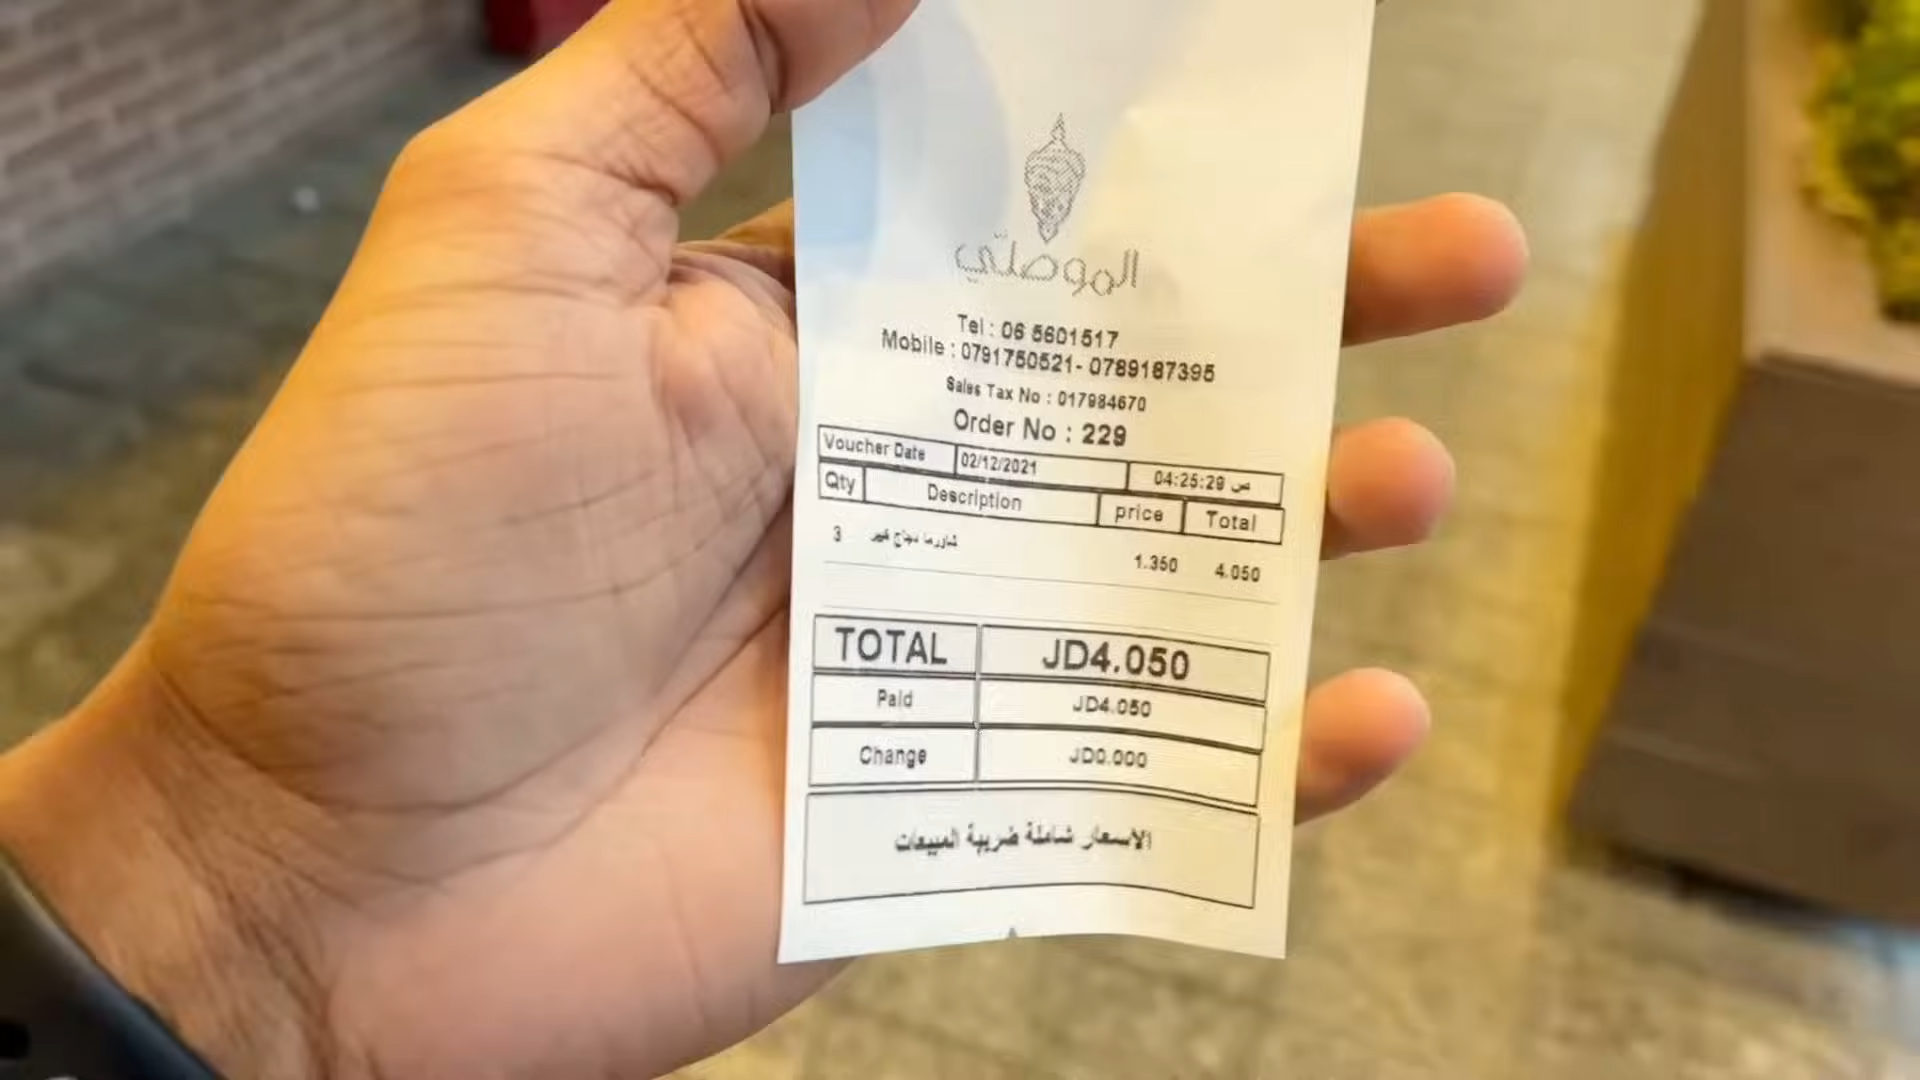 الموصللي
Tel : 06 5601517
Mobile : 0791750521- 0789187395
Sales Tax No : 017984670
Order No : 229
Voucher Date 02/12/2021 04:25:29 ص
Qty Description price Total
3 شاورما دجاج كبير 1.350 4.050
TOTAL JD4.050
Paid JD4.050
Change JD0.000
الاسعار شاملة ضريبة المبيعات